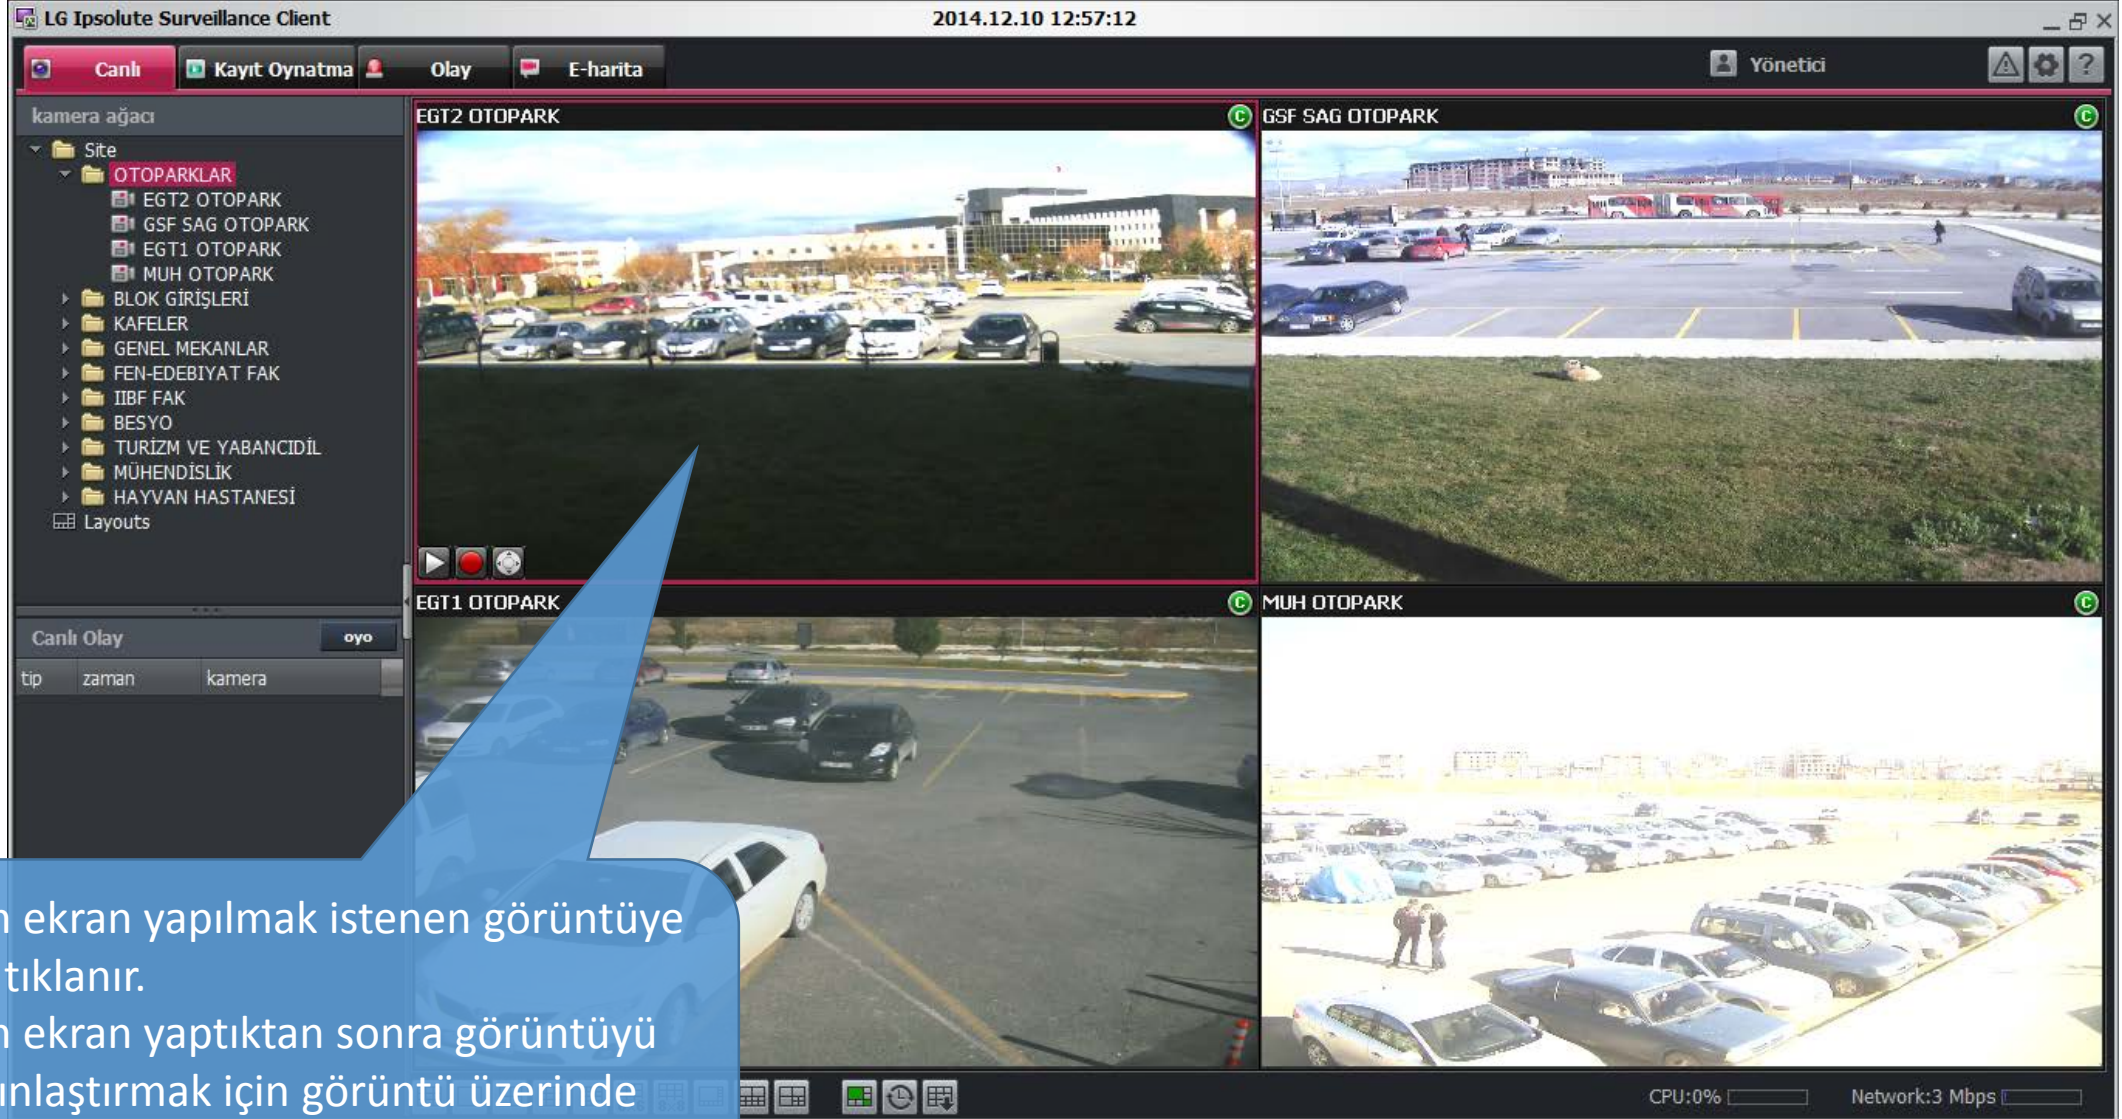 LG Ipsolute Surveillance Client
2014.12.10 12:57:12
Canlı
Kayıt Oynatma
Olay
E-harita
Yönetici
kamera ağacı
Site
OTOPARKLAR
EGT2 OTOPARK
GSF SAG OTOPARK
EGT1 OTOPARK
MUH OTOPARK
BLOK GİRİŞLERİ
KAFELER
GENEL MEKANLAR
FEN-EDEBIYAT FAK
IIBF FAK
BESYO
TURİZM VE YABANCIDİL
MÜHENDİSLİK
HAYVAN HASTANESİ
Layouts
Canlı Olay
oyo
tip zaman kamera
EGT2 OTOPARK
GSF SAG OTOPARK
EGT1 OTOPARK
MUH OTOPARK
ekran yapılmak istenen görüntüye
tıklanır.
ekran yaptıktan sonra görüntüyü
için görüntü üzerinde
CPU:0%
Network:3 Mbps